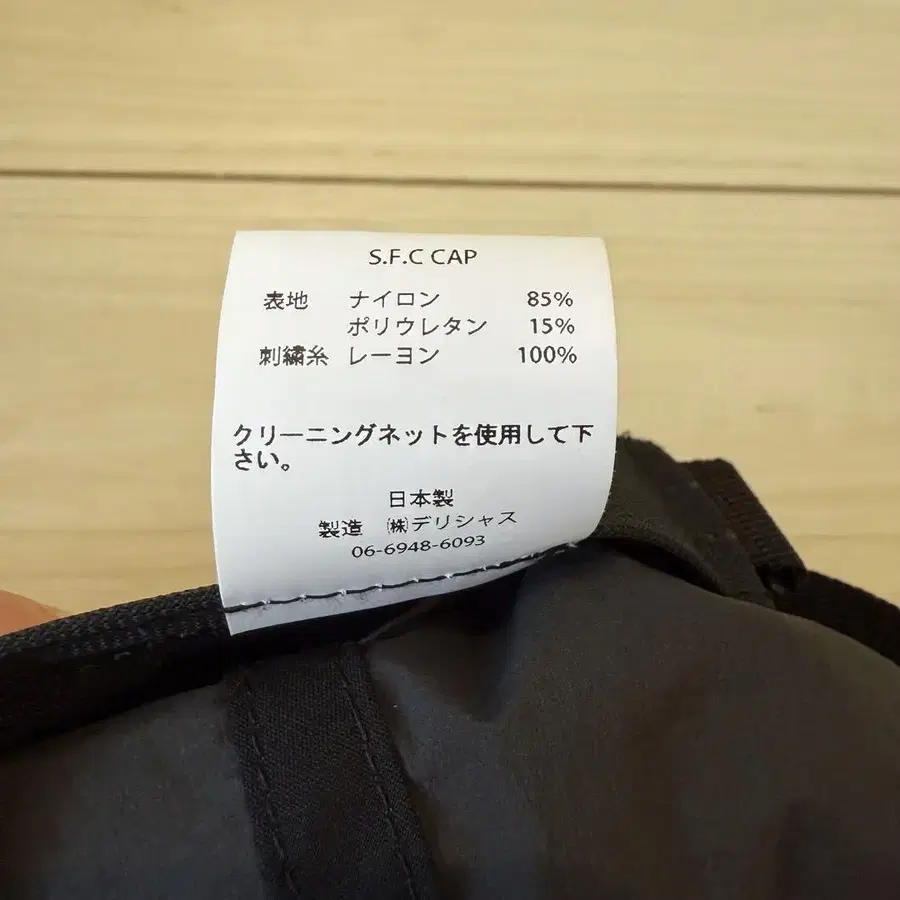 S.F.C CAP
表地 ナイロン 85%
ポリウレタン 15%
刺繍糸 レーヨン 100%
クリーニングネットを使用して下
さい。
日本製
製造 ㈱デリシャス
06-6948-6093